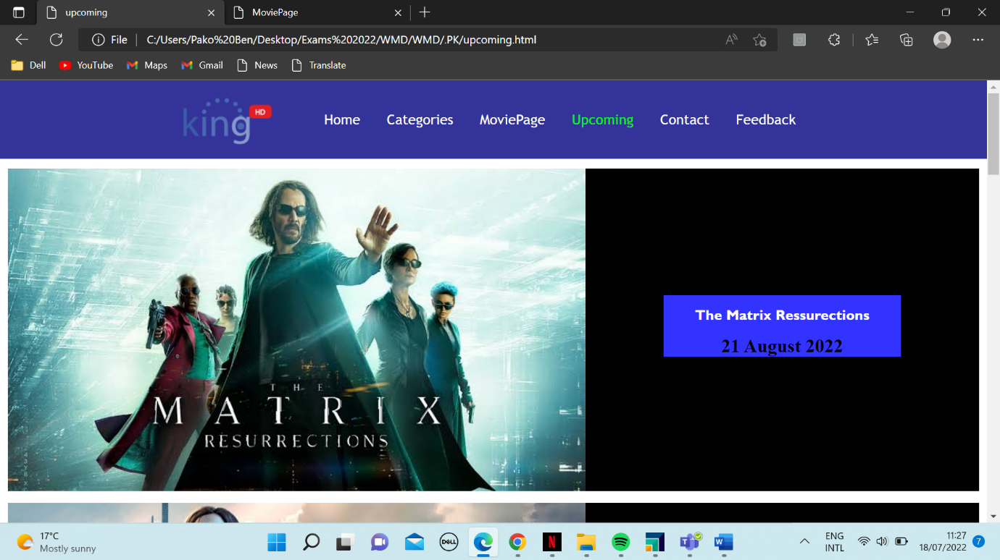 upcoming
MoviePage
File
C:/Users/Pako%20Ben/Desktop/Exams%202022/WMD/WMD/.PK/upcoming.html
Dell
YouTube
Maps
Gmail
News
Translate
king HD
Home
Categories
MoviePage
Upcoming
Contact
Feedback
THE
MATRIX
RESURRECTIONS
The Matrix Ressurections
21 August 2022
17°C
Mostly sunny
DELL
N
T
W
ENG
INTL
11:27
18/07/2022
7